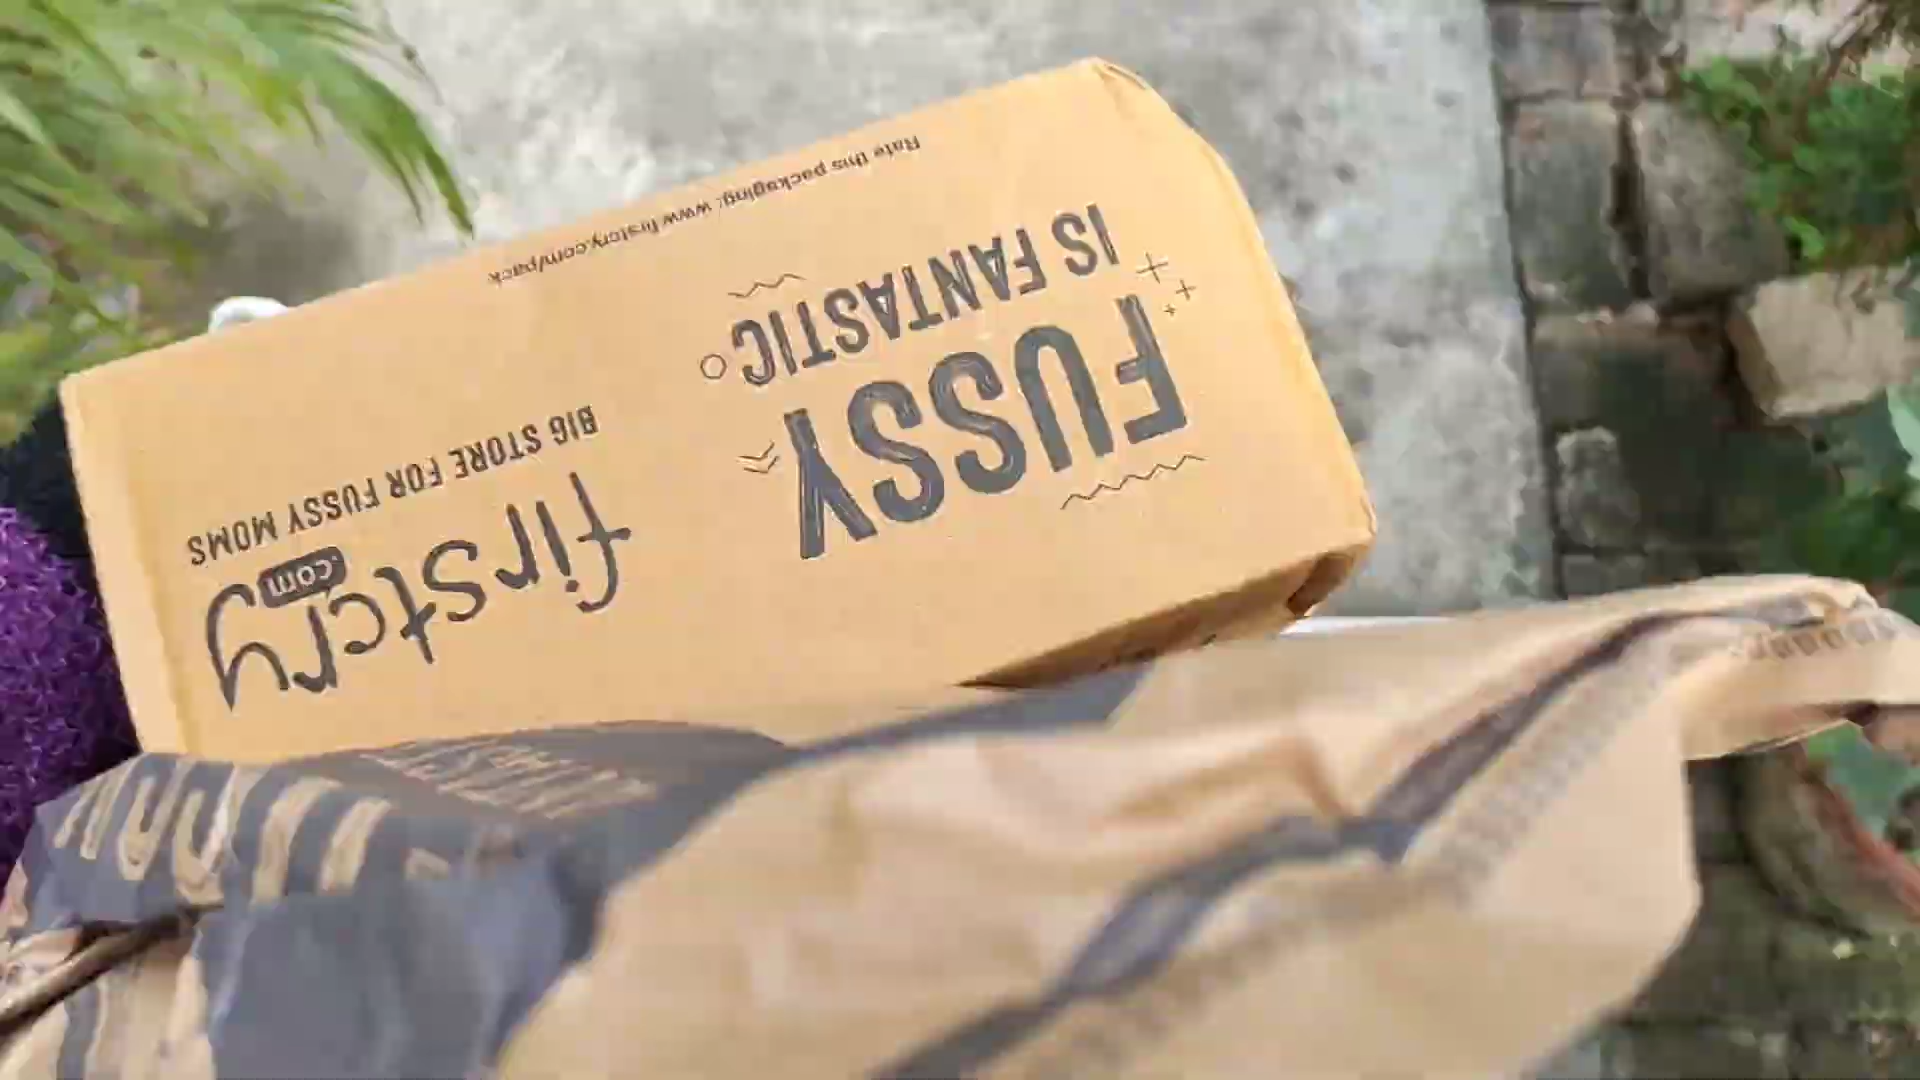 FUSSY
IS FANTASTIC
firstcry
.com
BIG STORE FOR FUSSY MOMS
Rate this packaging: www.firstcry.com/pack